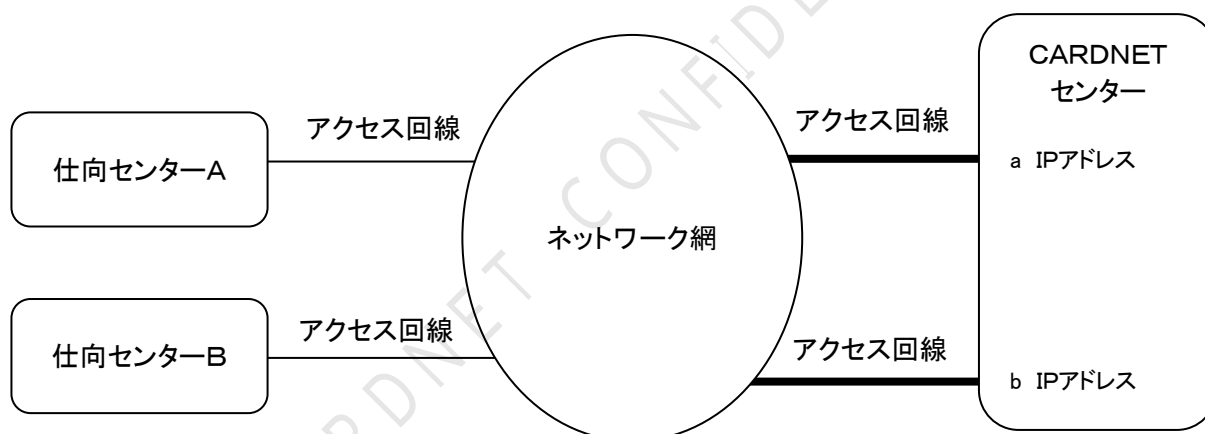 CARDNET
センター
アクセス回線
アクセス回線
仕向センターA
a IPアドレス
ネットワーク網
アクセス回線
アクセス回線
仕向センターB
b IPアドレス
RDNET CONFIDE